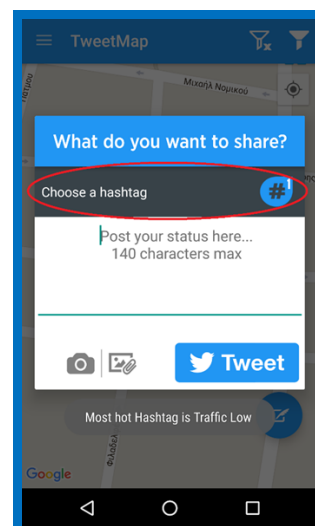 TweetMap
Μιχαήλ Νομικού
What do you want to share?
Choose a hashtag
#1
Post your status here...
140 characters max
Tweet
Most hot Hashtag is Traffic Low
Google